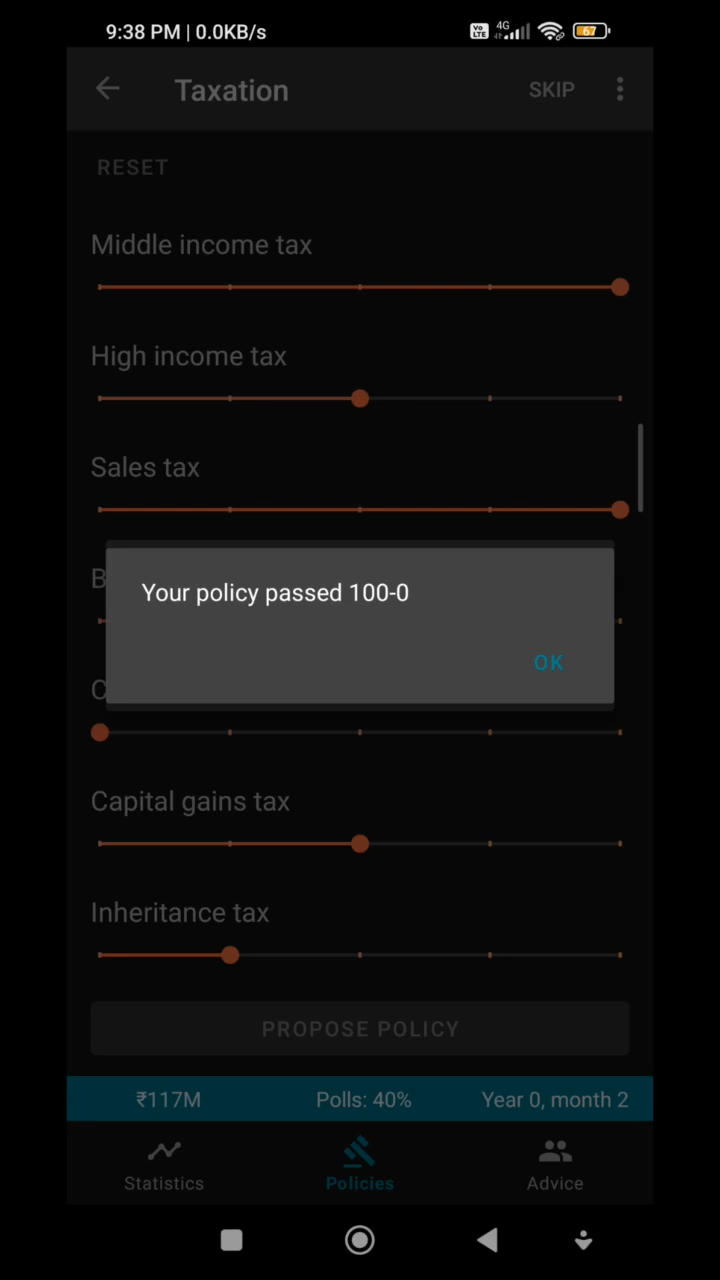 9:38 PM | 0.0KB/s
Vo LTE
4G
67
Taxation
SKIP
RESET
Middle income tax
High income tax
Sales tax
B
Your policy passed 100-0
OK
C
Capital gains tax
Inheritance tax
PROPOSE POLICY
₹117M
Polls: 40%
Year 0, month 2
Statistics
Policies
Advice